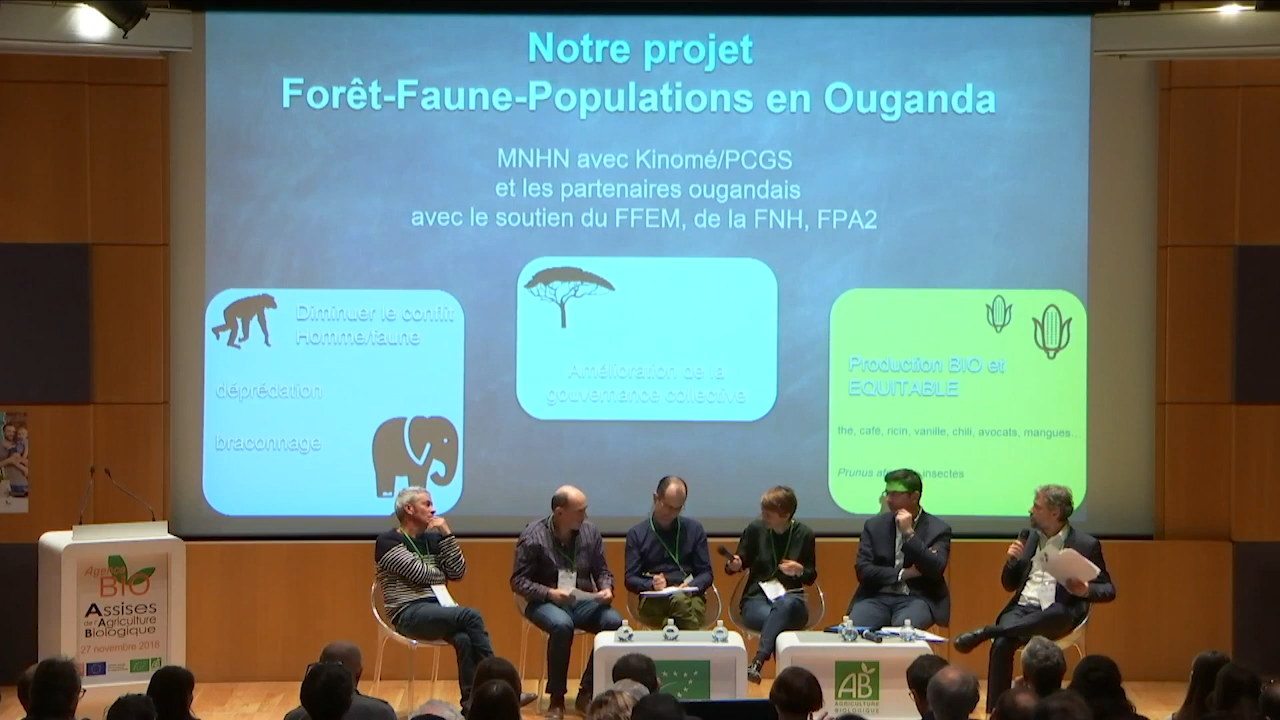 Notre projet
Forêt-Faune-Populations en Ouganda
MNHN avec Kinomé/PCGS
et les partenaires ougandais
avec le soutien du FFEM, de la FNH, FPA2
Diminuer le conflit
Homme/faune
déprédation
braconnage
Amélioration de la
gouvernance collective
Production BIO et
EQUITABLE
thé, café, ricin, vanille, chili, avocats, mangues...
Prunus insectes
Agence
BIO
Assises
de l'Agriculture
Biologique
27 novembre 2018
AB
AGRICULTURE
BIOLOGIQUE